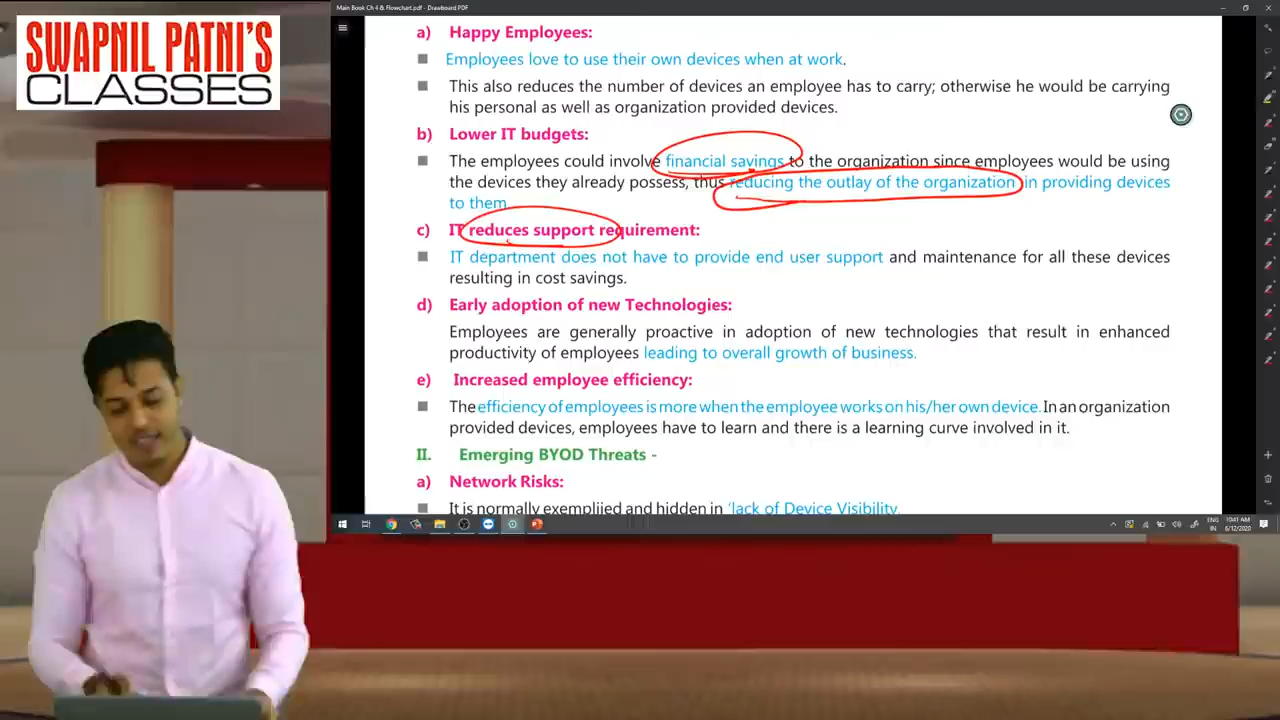 SWAPNIL PATNI'S
CLASSES
Main Book Ch 4 & Flowchart.pdf - Drawboard PDF
a) Happy Employees:
Employees love to use their own devices when at work.
This also reduces the number of devices an employee has to carry; otherwise he would be carrying
his personal as well as organization provided devices.
b) Lower IT budgets:
The employees could involve financial savings to the organization since employees would be using
the devices they already possess, thus reducing the outlay of the organization in providing devices
to them.
c) IT reduces support requirement:
IT department does not have to provide end user support and maintenance for all these devices
resulting in cost savings.
d) Early adoption of new Technologies:
Employees are generally proactive in adoption of new technologies that result in enhanced
productivity of employees leading to overall growth of business.
e) Increased employee efficiency:
The efficiency of employees is more when the employee works on his/her own device. In an organization
provided devices, employees have to learn and there is a learning curve involved in it.
II. Emerging BYOD Threats -
a) Network Risks:
It is normally exemplijed and hidden in 'lack of Device Visibility.
ENG
IN
10:41 AM
6/12/2020